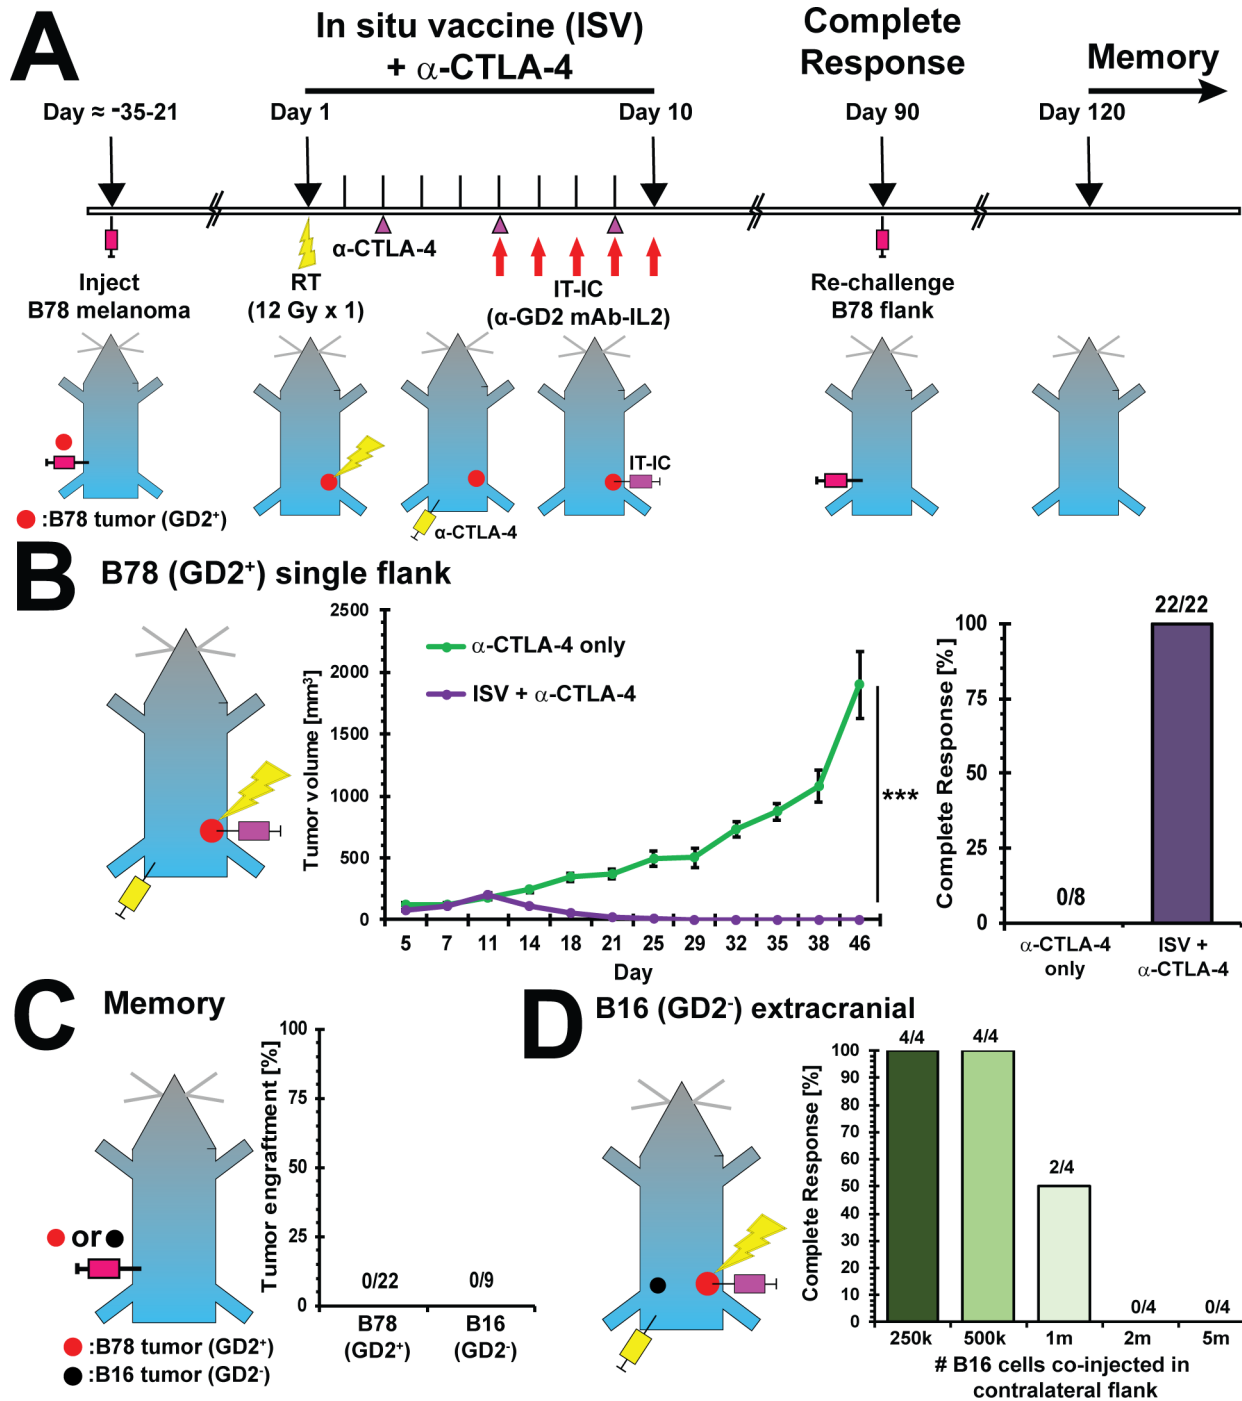 A
In situ vaccine (ISV)
+ α-CTLA-4
Complete
Response
Memory
Day ≈ -35-21
Day 1
Day 10
Day 90
Day 120
α-CTLA-4
Inject
B78 melanoma
RT
(12 Gy x 1)
IT-IC
(α-GD2 mAb-IL2)
Re-challenge
B78 flank
IT-IC
α-CTLA-4
:B78 tumor (GD2⁺)
B
B78 (GD2⁺) single flank
Tumor volume [mm³]
2500
2000
1500
1000
500
0
α-CTLA-4 only
ISV + α-CTLA-4
***
5 7 11 14 18 21 25 29 32 35 38 46
Day
Complete Response [%]
100
75
50
25
0
22/22
0/8
α-CTLA-4
only
ISV +
α-CTLA-4
C
Memory
or
:B78 tumor (GD2⁺)
:B16 tumor (GD2⁻)
Tumor engraftment [%]
100
75
50
25
0
0/22
0/9
B78
(GD2⁺)
B16
(GD2⁻)
D
B16 (GD2⁻) extracranial
Complete Response [%]
100
90
80
70
60
50
40
30
20
10
0
4/4
4/4
2/4
0/4
0/4
250k 500k 1m 2m 5m
# B16 cells co-injected in
contralateral flank